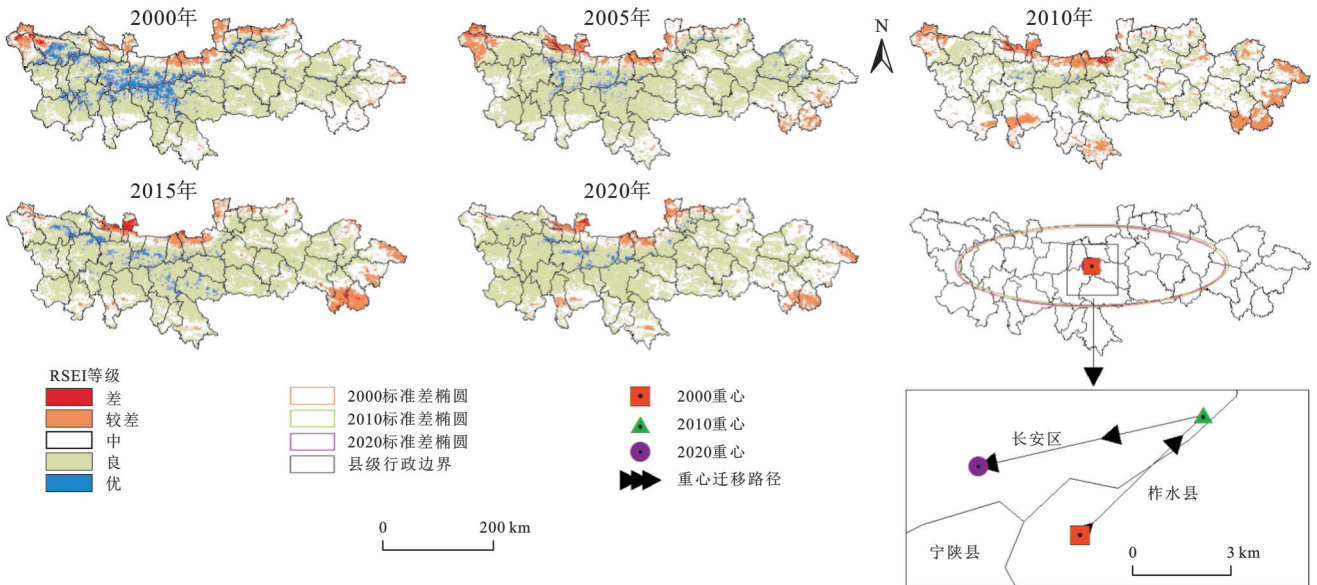 2000年
2005年
N
2010年
2015年
2020年
RSEI等级
差
较差
中
良
优
2000标准差椭圆
2010标准差椭圆
2020标准差椭圆
县级行政边界
2000重心
2010重心
2020重心
重心迁移路径
0 200 km
长安区
柞水县
宁陕县
0 3 km